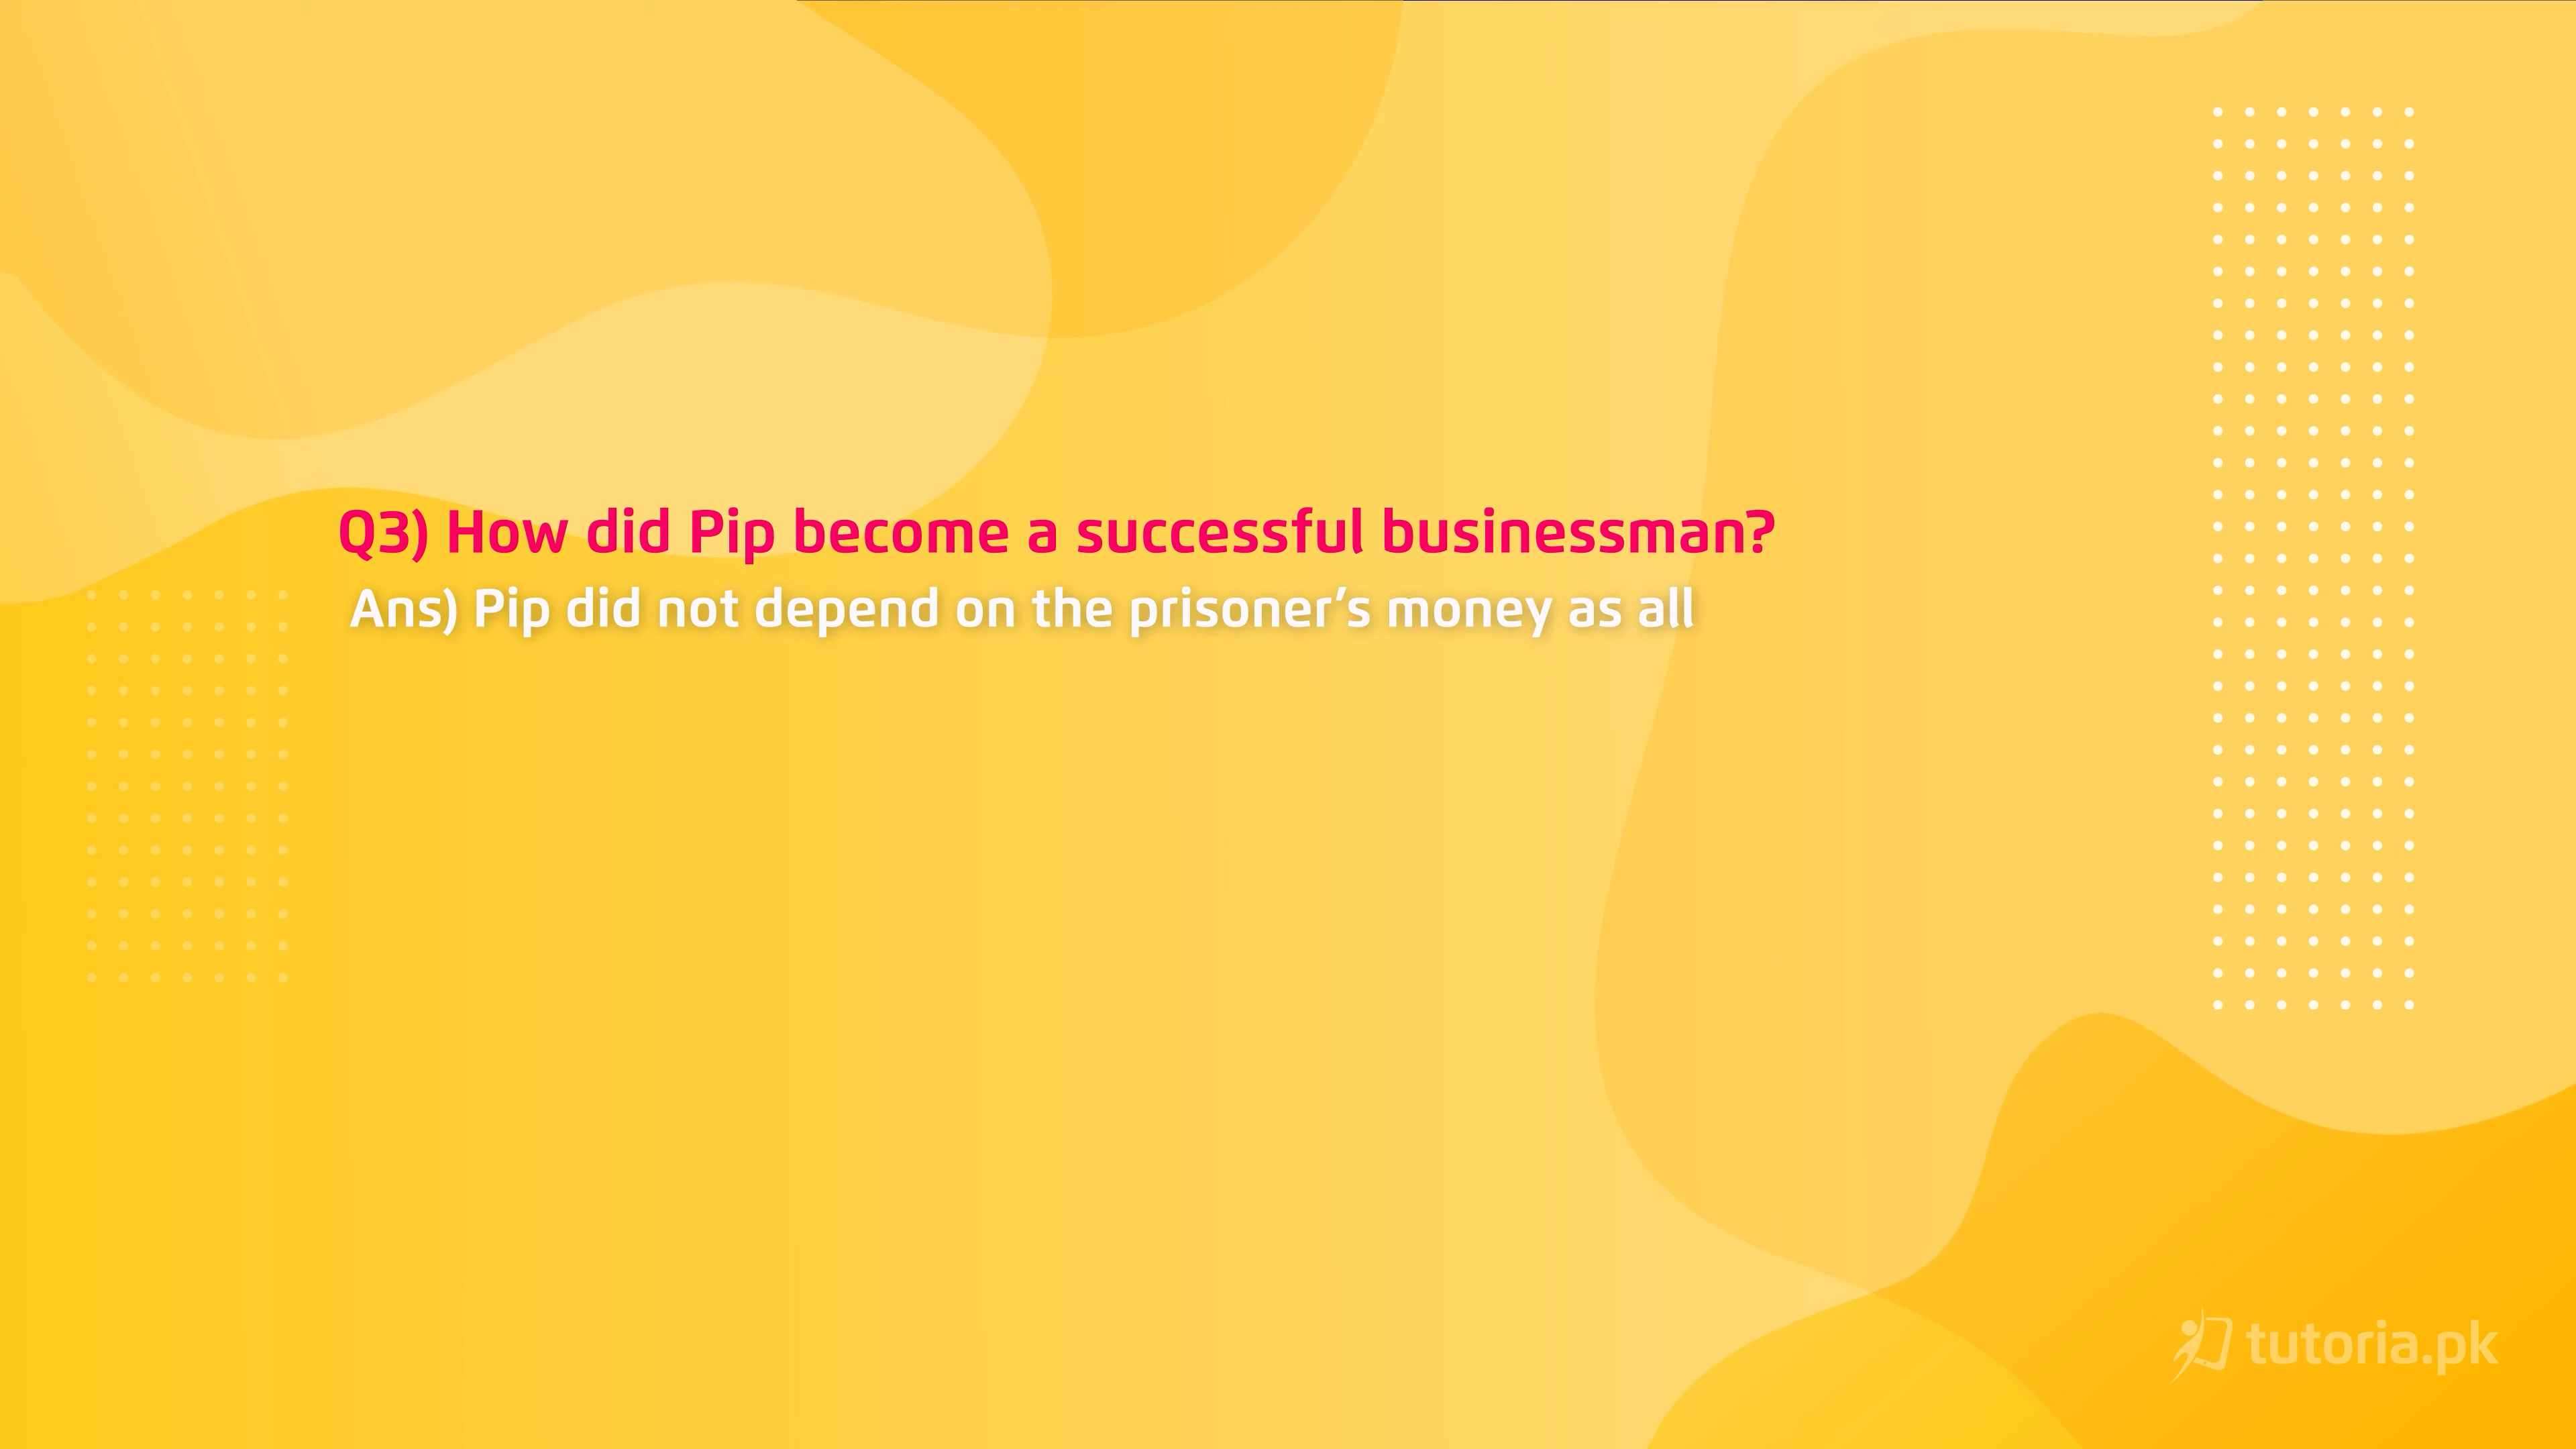 Q3) How did Pip become a successful businessman?
Ans) Pip did not depend on the prisoner’s money as all
tutoria.pk